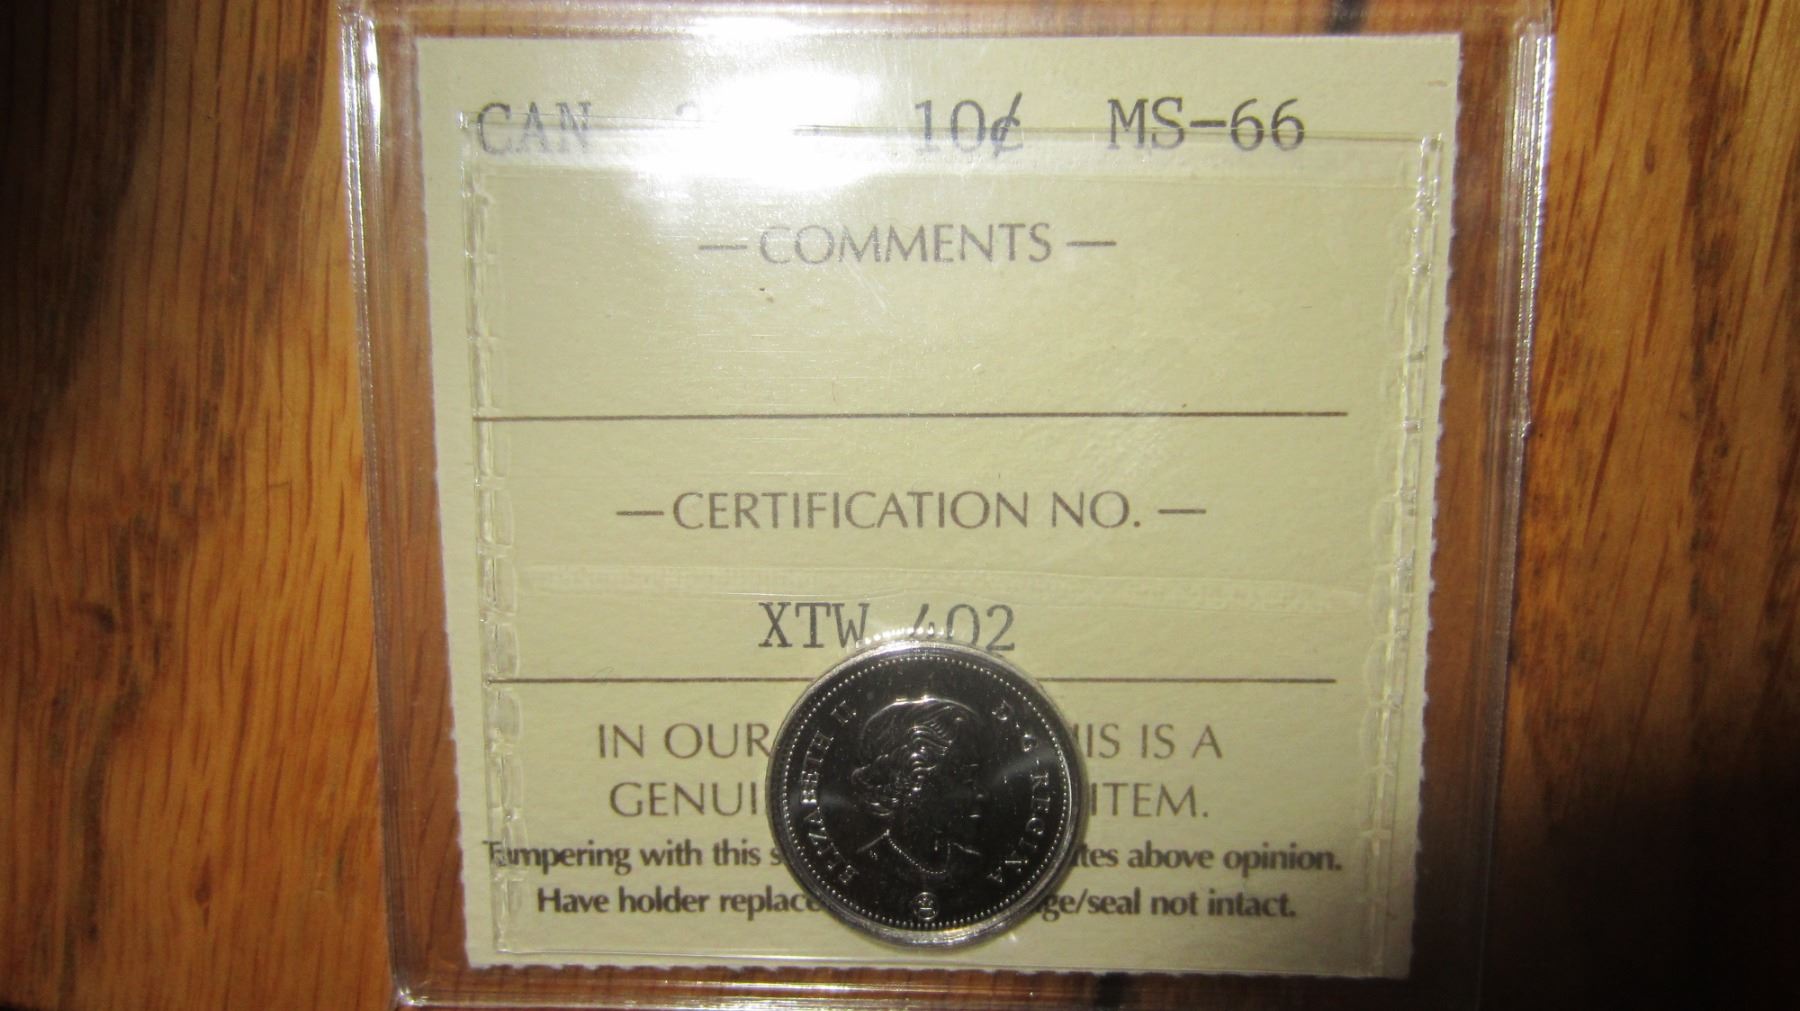 CAN 10¢ MS-66
— COMMENTS —
— CERTIFICATION NO. —
XTW 402
IN OUR IS IS A
GENUI ITEM.
Tampering with this s tes above opinion.
Have holder replace ge/seal not intact.
ELIZABETH II D·G·REGINA